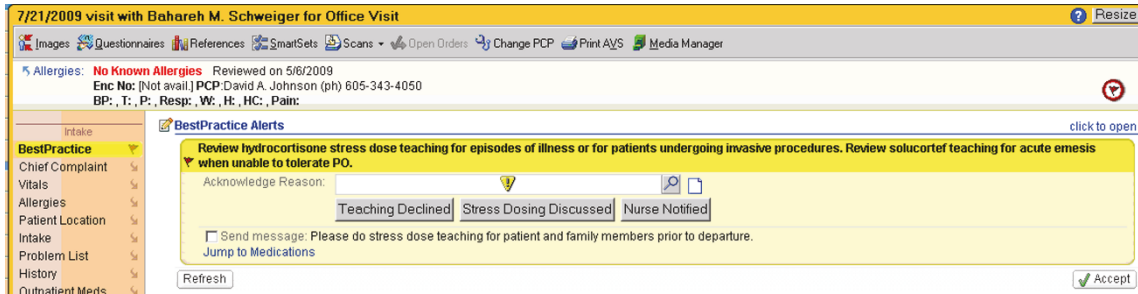 7/21/2009 visit with Bahareh M. Schweiger for Office Visit
? Resize
Images Questionnaires References SmartSets Scans Open Orders Change PCP Print AVS Media Manager
Allergies: No Known Allergies Reviewed on 5/6/2009
Enc No: [Not avail.] PCP:David A. Johnson (ph) 605-343-4050
BP: , T: , P: , Resp: , W: , H: , HC: , Pain:
Intake
BestPractice
Chief Complaint
Vitals
Allergies
Patient Location
Intake
Problem List
History
Outpatient Meds
BestPractice Alerts
click to open
Review hydrocortisone stress dose teaching for episodes of illness or for patients undergoing invasive procedures. Review solucortef teaching for acute emesis
when unable to tolerate PO.
Acknowledge Reason:
Teaching Declined Stress Dosing Discussed Nurse Notified
Send message: Please do stress dose teaching for patient and family members prior to departure.
Jump to Medications
Refresh
Accept